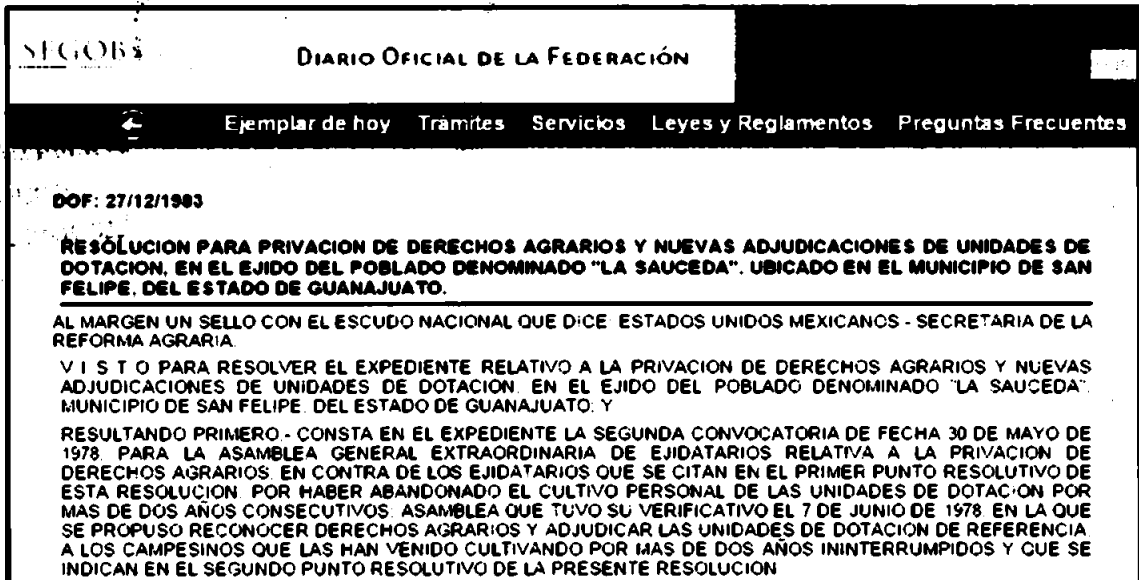 SEGOB
DIARIO OFICIAL DE LA FEDERACIÓN
Ejemplar de hoy Trámites Servicios Leyes y Reglamentos Preguntas Frecuentes
DOF: 27/12/1983
RESOLUCION PARA PRIVACION DE DERECHOS AGRARIOS Y NUEVAS ADJUDICACIONES DE UNIDADES DE
DOTACION, EN EL EJIDO DEL POBLADO DENOMINADO "LA SAUCEDA", UBICADO EN EL MUNICIPIO DE SAN
FELIPE, DEL ESTADO DE GUANAJUATO.
AL MARGEN UN SELLO CON EL ESCUDO NACIONAL QUE DICE: ESTADOS UNIDOS MEXICANOS - SECRETARIA DE LA
REFORMA AGRARIA.
V I S T O PARA RESOLVER EL EXPEDIENTE RELATIVO A LA PRIVACION DE DERECHOS AGRARIOS Y NUEVAS
ADJUDICACIONES DE UNIDADES DE DOTACION, EN EL EJIDO DEL POBLADO DENOMINADO "LA SAUCEDA",
MUNICIPIO DE SAN FELIPE, DEL ESTADO DE GUANAJUATO; Y
RESULTANDO PRIMERO.- CONSTA EN EL EXPEDIENTE LA SEGUNDA CONVOCATORIA DE FECHA 30 DE MAYO DE
1978, PARA LA ASAMBLEA GENERAL EXTRAORDINARIA DE EJIDATARIOS RELATIVA A LA PRIVACION DE
DERECHOS AGRARIOS, EN CONTRA DE LOS EJIDATARIOS QUE SE CITAN EN EL PRIMER PUNTO RESOLUTIVO DE
ESTA RESOLUCION, POR HABER ABANDONADO EL CULTIVO PERSONAL DE LAS UNIDADES DE DOTACION POR
MAS DE DOS AÑOS CONSECUTIVOS; ASAMBLEA QUE TUVO SU VERIFICATIVO EL 7 DE JUNIO DE 1978, EN LA QUE
SE PROPUSO RECONOCER DERECHOS AGRARIOS Y ADJUDICAR LAS UNIDADES DE DOTACION DE REFERENCIA,
A LOS CAMPESINOS QUE LAS HAN VENIDO CULTIVANDO POR MAS DE DOS AÑOS ININTERRUMPIDOS Y QUE SE
INDICAN EN EL SEGUNDO PUNTO RESOLUTIVO DE LA PRESENTE RESOLUCION